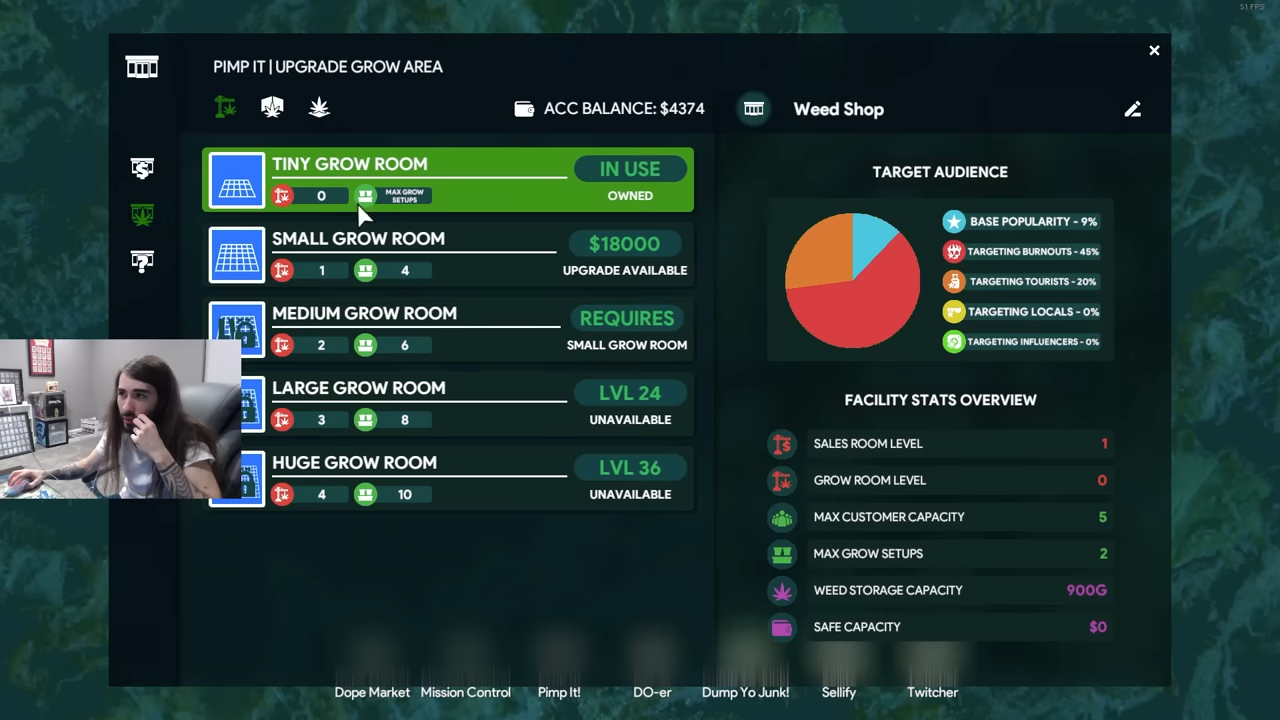 51 FPS
PIMP IT | UPGRADE GROW AREA
ACC BALANCE: $4374
Weed Shop
TINY GROW ROOM
IN USE
0
MAX GROW
SETUPS
OWNED
SMALL GROW ROOM
$18000
1
4
UPGRADE AVAILABLE
MEDIUM GROW ROOM
REQUIRES
2
6
SMALL GROW ROOM
LARGE GROW ROOM
LVL 24
3
8
UNAVAILABLE
HUGE GROW ROOM
LVL 36
4
10
UNAVAILABLE
TARGET AUDIENCE
BASE POPULARITY - 9%
TARGETING BURNOUTS - 45%
TARGETING TOURISTS - 20%
TARGETING LOCALS - 0%
TARGETING INFLUENCERS - 0%
FACILITY STATS OVERVIEW
SALES ROOM LEVEL 1
GROW ROOM LEVEL 0
MAX CUSTOMER CAPACITY 5
MAX GROW SETUPS 2
WEED STORAGE CAPACITY 900G
SAFE CAPACITY $0
Dope Market Mission Control Pimp It! DO-er Dump Yo Junk! Sellify Twitcher